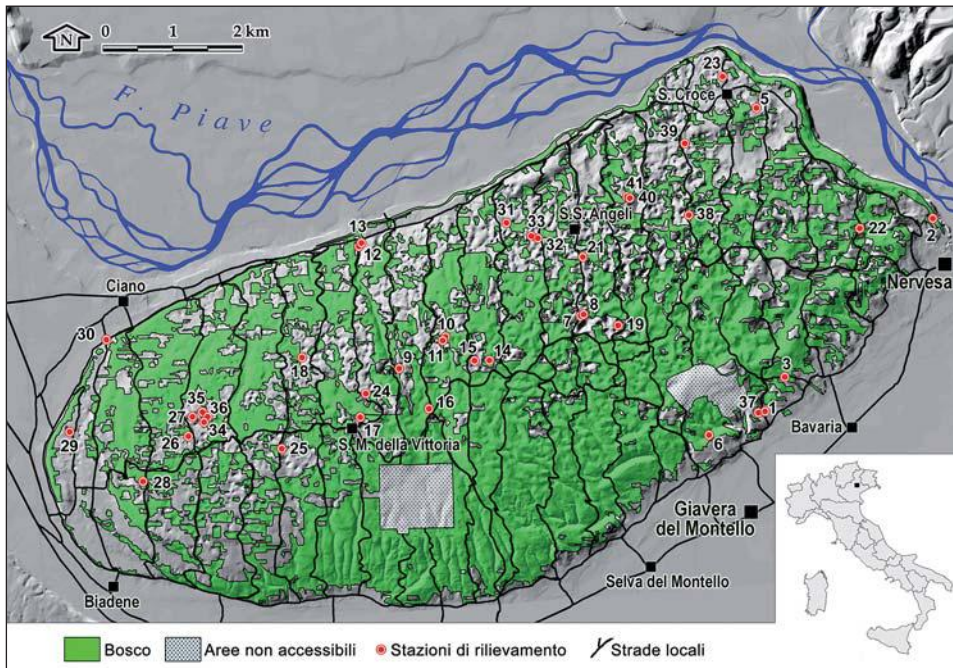 N
0 1 2 km
F. Piave
23
S. Croce
5
39
41
40
31
33
S.S. Angeli
38
32
2
22
13
12
21
Nervesa
Ciano
8
7
19
30
10
11
15
14
18
9
3
24
16
35
36
27
34
17
37
1
29
26
S. M. della Vittoria
6
Bavaria
25
28
Giavera
del Montello
Selva del Montello
Biadene
Bosco Aree non accessibili Stazioni di rilievamento Strade locali